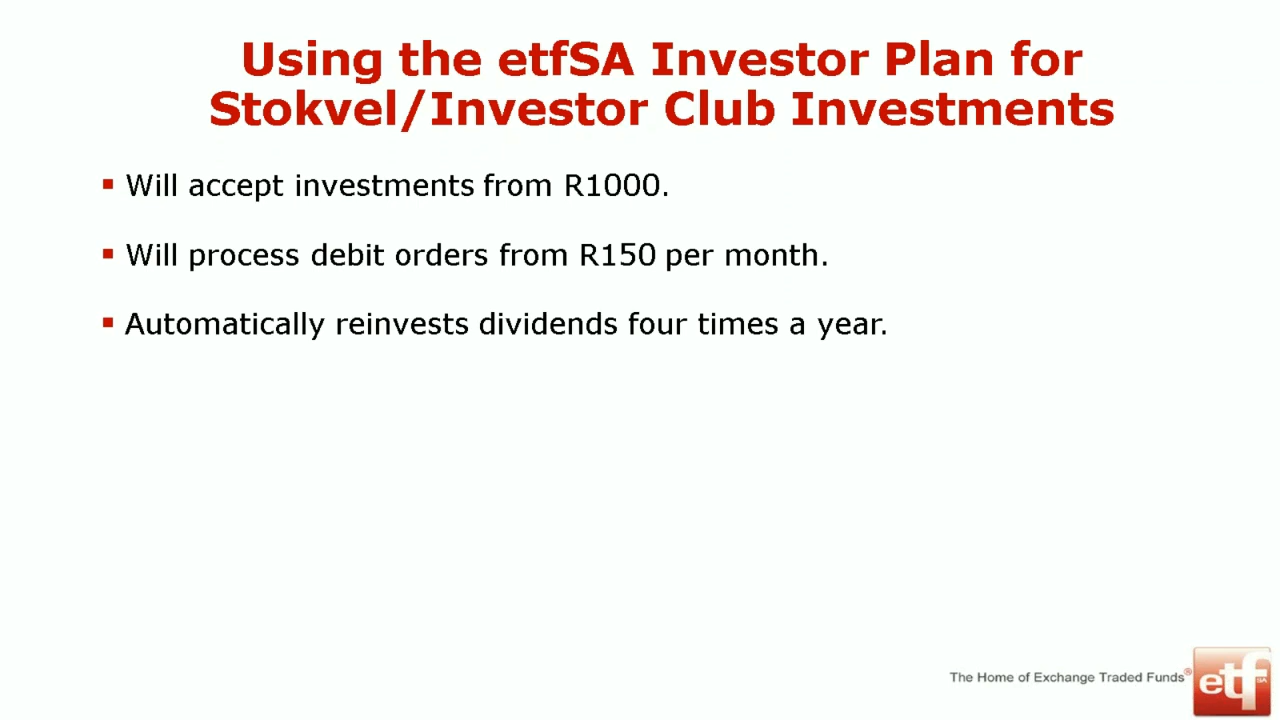 Using the etfSA Investor Plan for
Stokvel/Investor Club Investments
Will accept investments from R1000.
Will process debit orders from R150 per month.
Automatically reinvests dividends four times a year.
The Home of Exchange Traded Funds®
etf SA